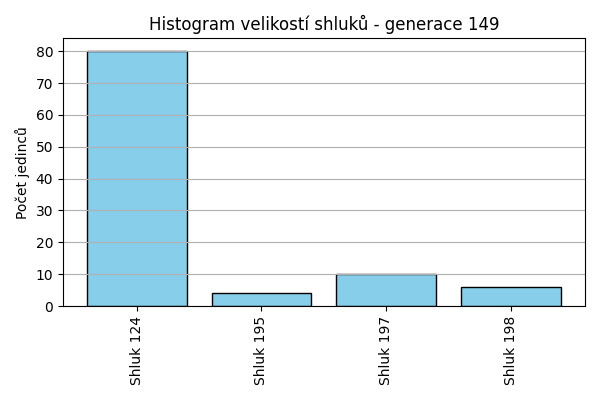 Histogram velikostí shluků - generace 149
Počet jedinců
80
70
60
50
40
30
20
10
0
Shluk 124
Shluk 195
Shluk 197
Shluk 198